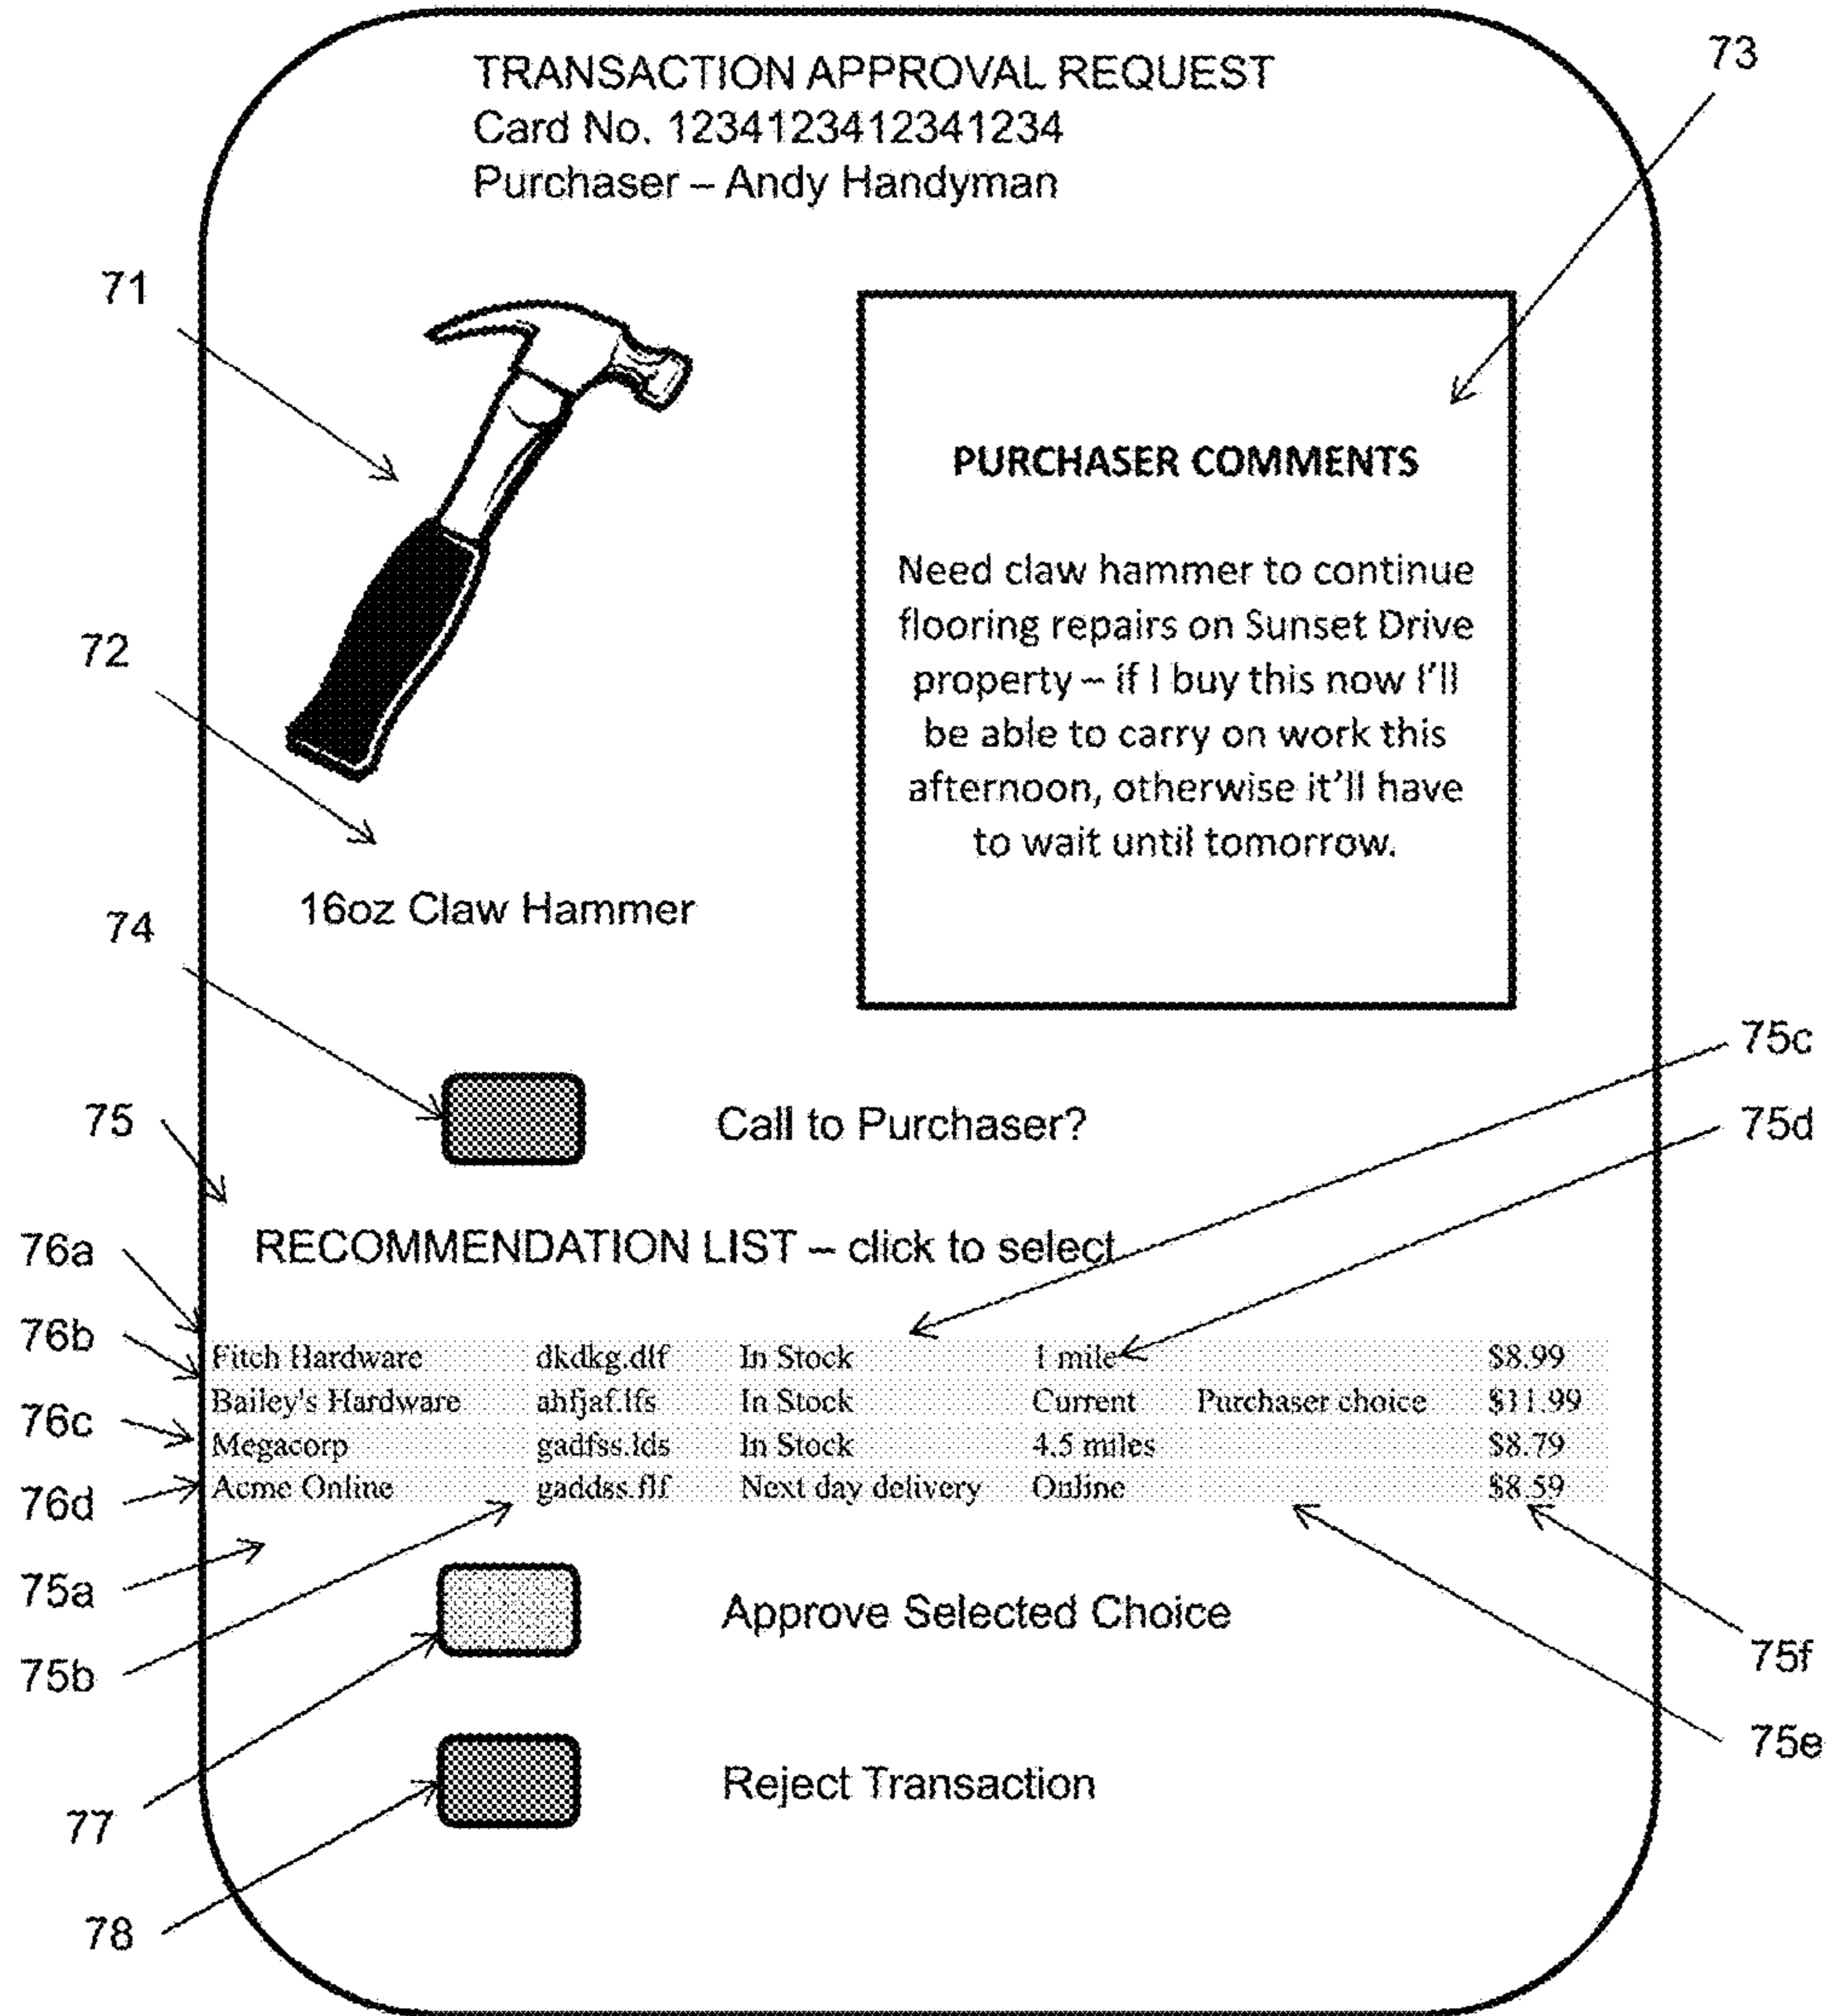 TRANSACTION APPROVAL REQUEST
Card No. 1234123412341234
Purchaser – Andy Handyman
73
71
PURCHASER COMMENTS
Need claw hammer to continue
flooring repairs on Sunset Drive
property – if I buy this now I'll
be able to carry on work this
afternoon, otherwise it'll have
to wait until tomorrow.
72
16oz Claw Hammer
74
75c
Call to Purchaser?
75
75d
RECOMMENDATION LIST – click to select
76a
76b
Fitch Hardware dkdkg.dlf In Stock 1 mile $8.99
Bailey's Hardware ahfjaf.lfs In Stock Current Purchaser choice $11.99
76c
Megacorp gadfss.lds In Stock 4.5 miles $8.79
76d
Acme Online gaddss.flf Next day delivery Online $8.59
75a
Approve Selected Choice
75b
75f
75e
Reject Transaction
77
78